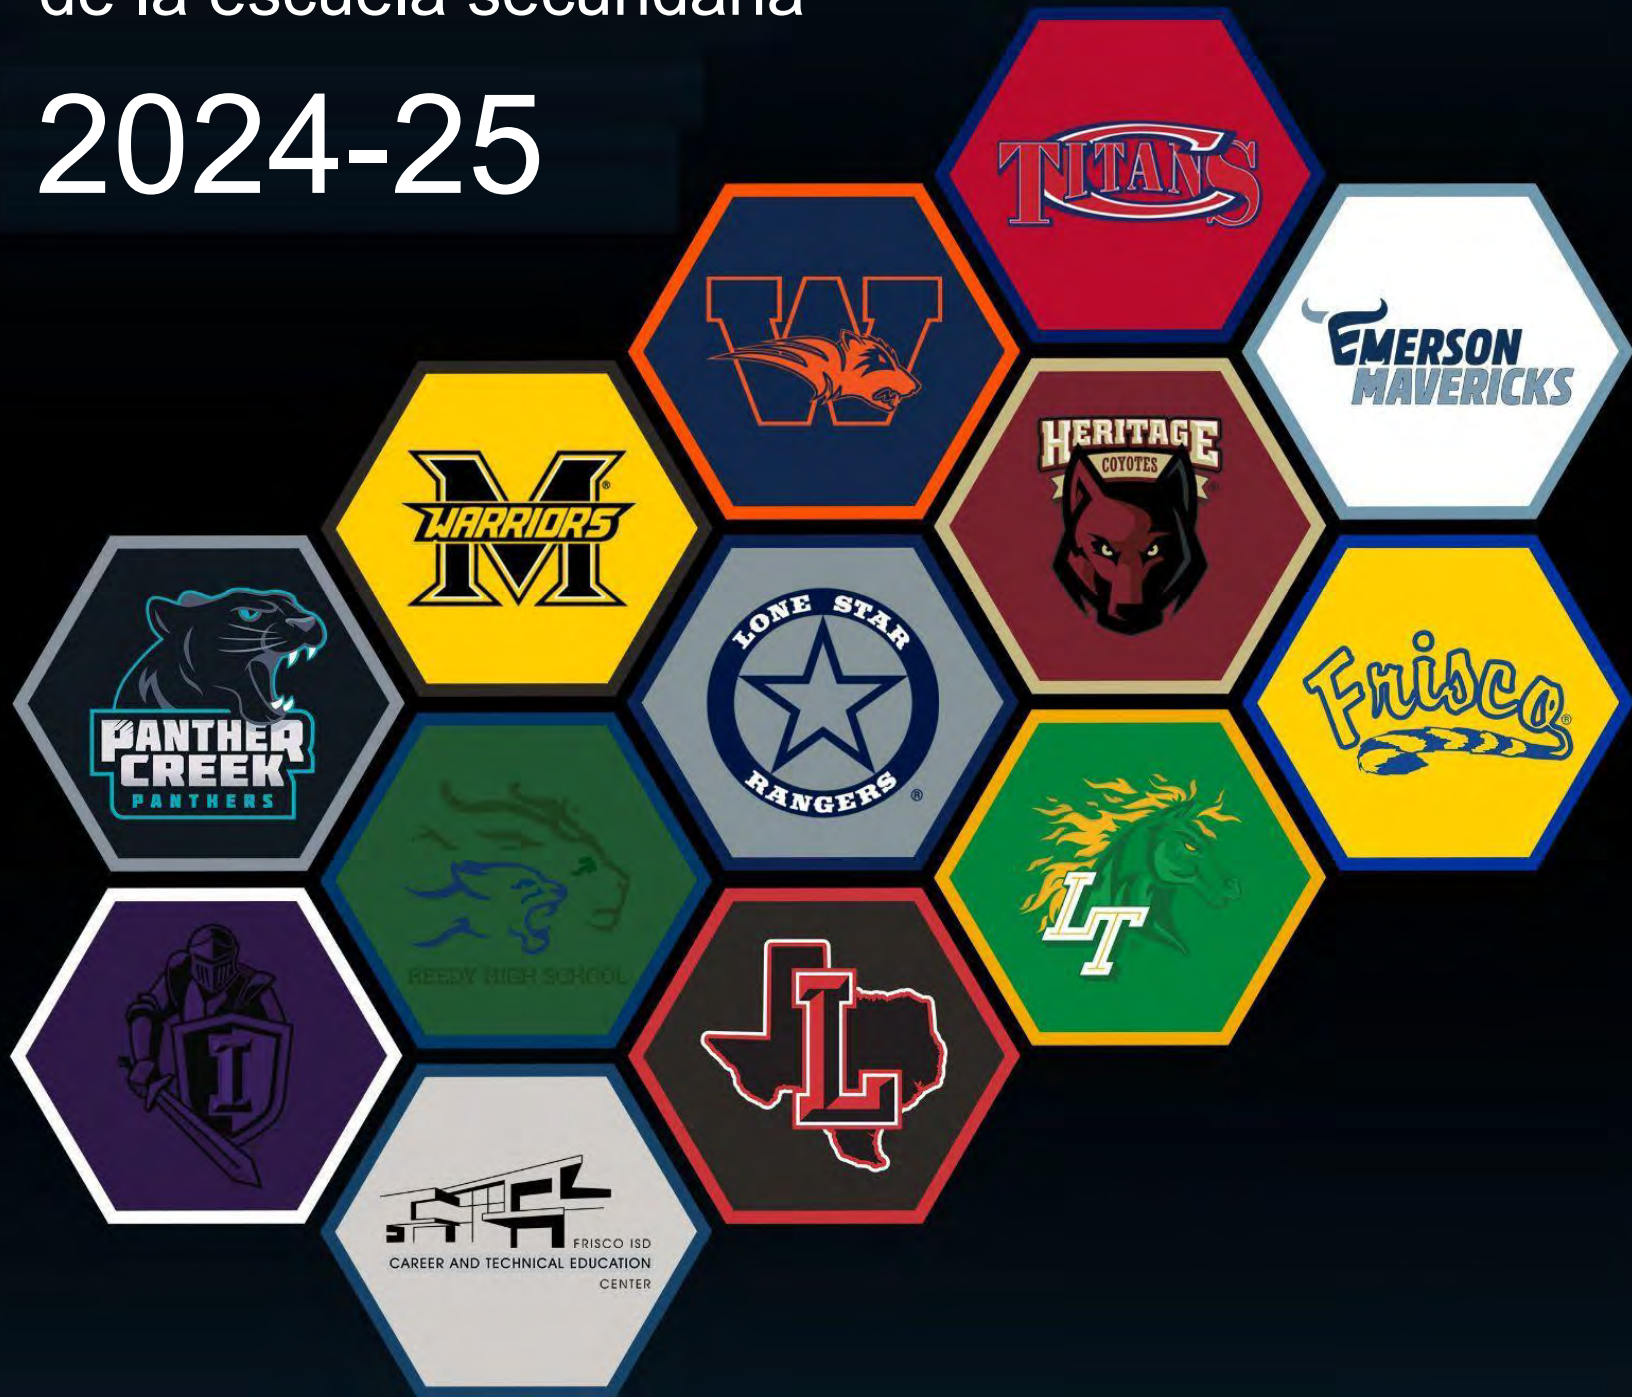 de la escuela secundaria
2024-25
TITANS
C
W
EMERSON
MAVERICKS
HERITAGE
COYOTES
M
WARRIORS
®
LONE STAR
RANGERS
®
Frisco
®
PANTHER
CREEK
PANTHERS
LT
REEDY HIGH SCHOOL
I
L
FRISCO ISD
CAREER AND TECHNICAL EDUCATION
CENTER